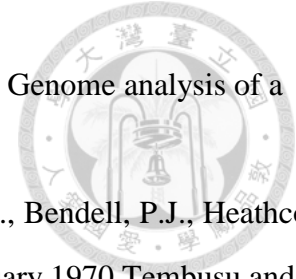 Genome analysis of a
., Bendell, P.J., Heathco
ary 1970 Tembusu and